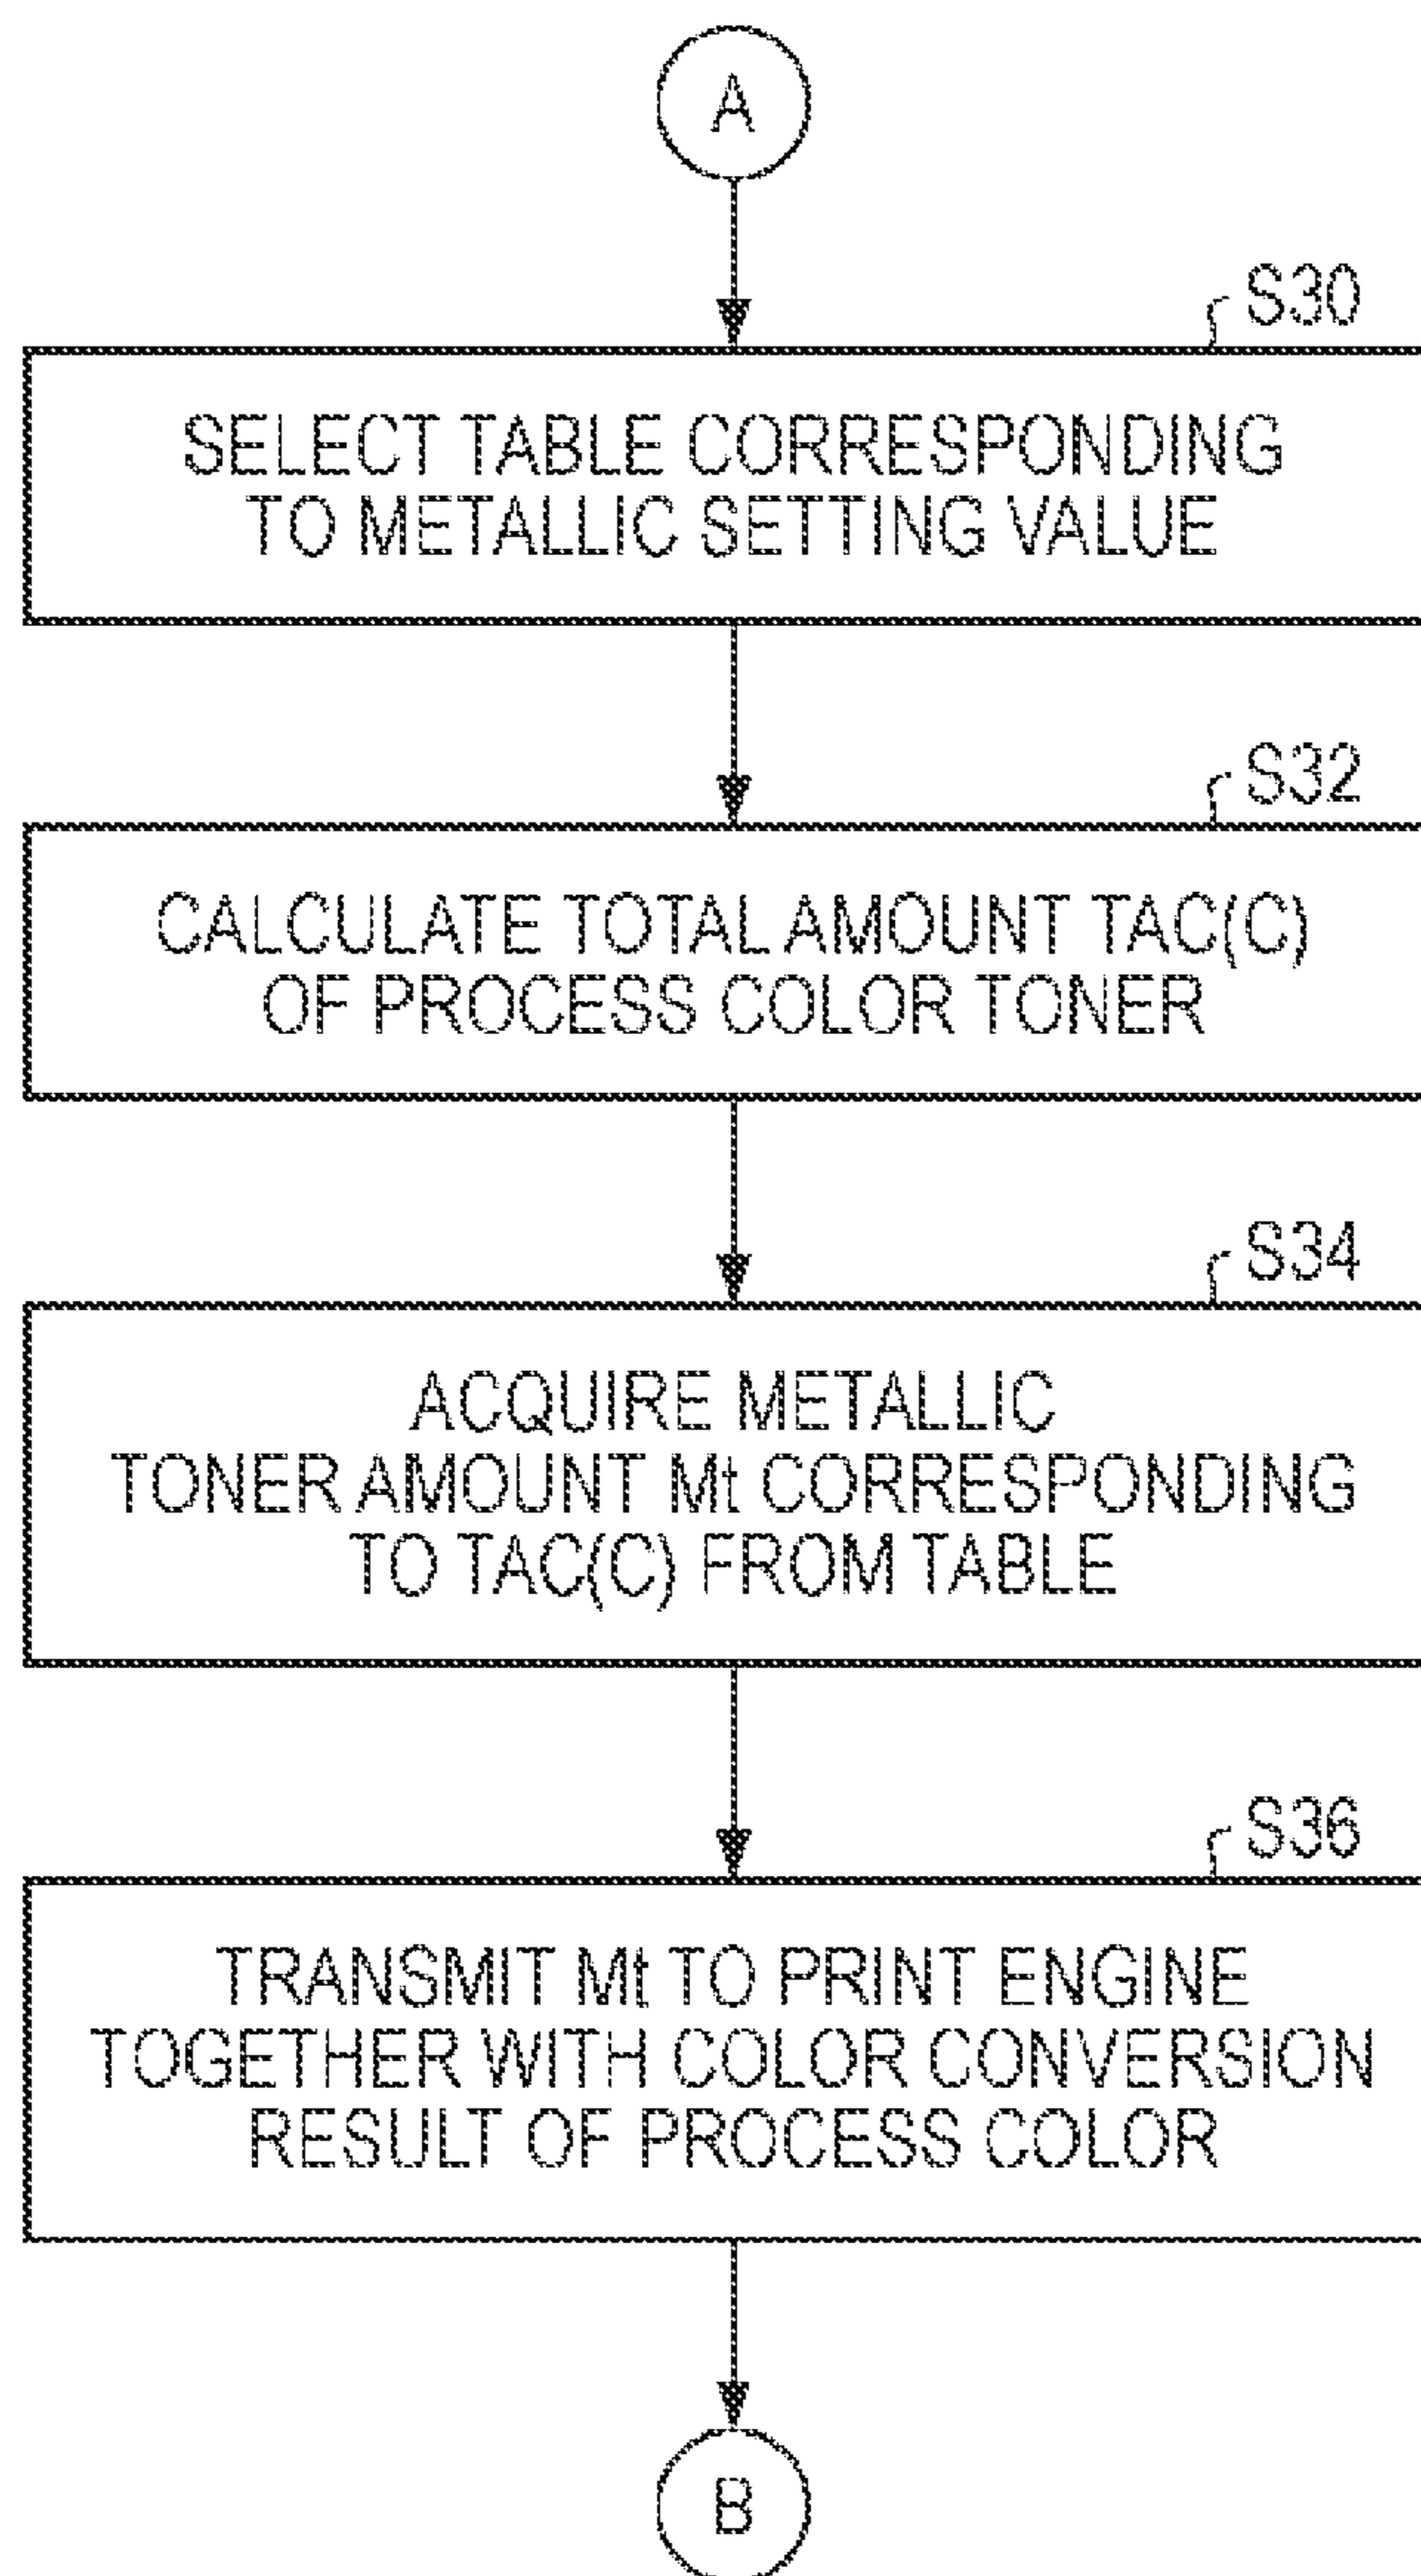 A
S30
SELECT TABLE CORRESPONDING
TO METALLIC SETTING VALUE
S32
CALCULATE TOTAL AMOUNT TAC(C)
OF PROCESS COLOR TONER
S34
ACQUIRE METALLIC
TONER AMOUNT Mt CORRESPONDING
TO TAC(C) FROM TABLE
S36
TRANSMIT Mt TO PRINT ENGINE
TOGETHER WITH COLOR CONVERSION
RESULT OF PROCESS COLOR
B